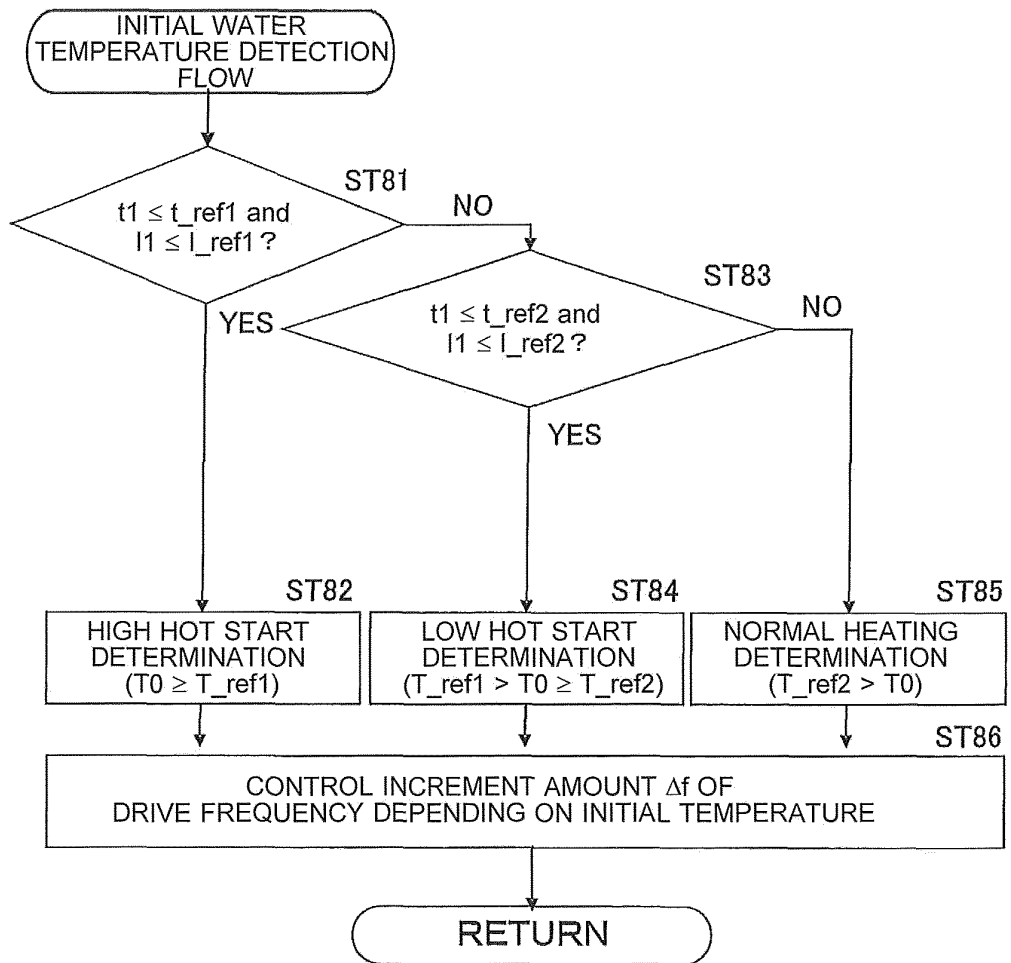 INITIAL WATER
TEMPERATURE DETECTION
FLOW
ST81
t1 ≤ t_ref1 and
I1 ≤ I_ref1 ?
NO
YES
ST83
t1 ≤ t_ref2 and
I1 ≤ I_ref2 ?
NO
YES
ST82
HIGH HOT START
DETERMINATION
(T0 ≥ T_ref1)
ST84
LOW HOT START
DETERMINATION
(T_ref1 > T0 ≥ T_ref2)
ST85
NORMAL HEATING
DETERMINATION
(T_ref2 > T0)
ST86
CONTROL INCREMENT AMOUNT Δf OF
DRIVE FREQUENCY DEPENDING ON INITIAL TEMPERATURE
RETURN